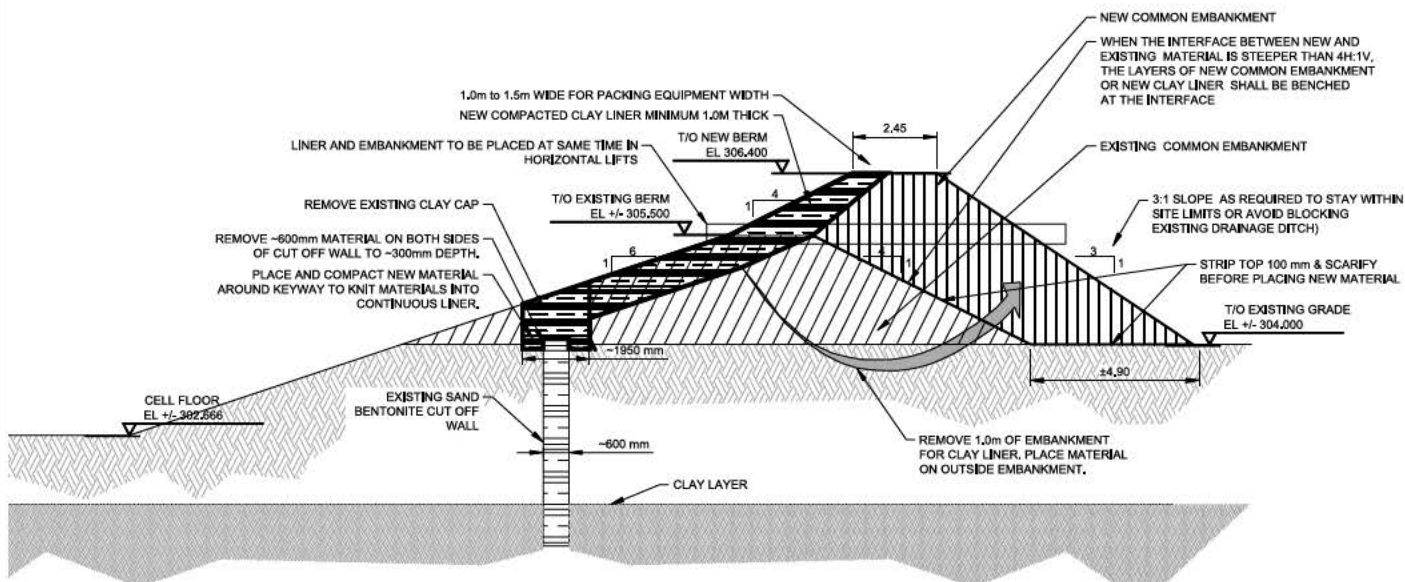 NEW COMMON EMBANKMENT
WHEN THE INTERFACE BETWEEN NEW AND
EXISTING MATERIAL IS STEEPER THAN 4H:1V,
THE LAYERS OF NEW COMMON EMBANKMENT
OR NEW CLAY LINER SHALL BE BENCHED
AT THE INTERFACE
1.0m to 1.5m WIDE FOR PACKING EQUIPMENT WIDTH
NEW COMPACTED CLAY LINER MINIMUM 1.0M THICK
2.45
T/O NEW BERM
EL 306.400
LINER AND EMBANKMENT TO BE PLACED AT SAME TIME IN
HORIZONTAL LIFTS
EXISTING COMMON EMBANKMENT
T/O EXISTING BERM
EL +/- 305.500
4
1
3:1 SLOPE AS REQUIRED TO STAY WITHIN
SITE LIMITS OR AVOID BLOCKING
EXISTING DRAINAGE DITCH)
REMOVE EXISTING CLAY CAP
REMOVE ~600mm MATERIAL ON BOTH SIDES
OF CUT OFF WALL TO ~300mm DEPTH.
6
1
4
1
3
1
PLACE AND COMPACT NEW MATERIAL
AROUND KEYWAY TO KNIT MATERIALS INTO
CONTINUOUS LINER.
STRIP TOP 100 mm & SCARIFY
BEFORE PLACING NEW MATERIAL
T/O EXISTING GRADE
EL +/- 304.000
~1950 mm
±4.90
CELL FLOOR
EL +/- 302.666
EXISTING SAND
BENTONITE CUT OFF
WALL
~600 mm
REMOVE 1.0m OF EMBANKMENT
FOR CLAY LINER. PLACE MATERIAL
ON OUTSIDE EMBANKMENT.
CLAY LAYER